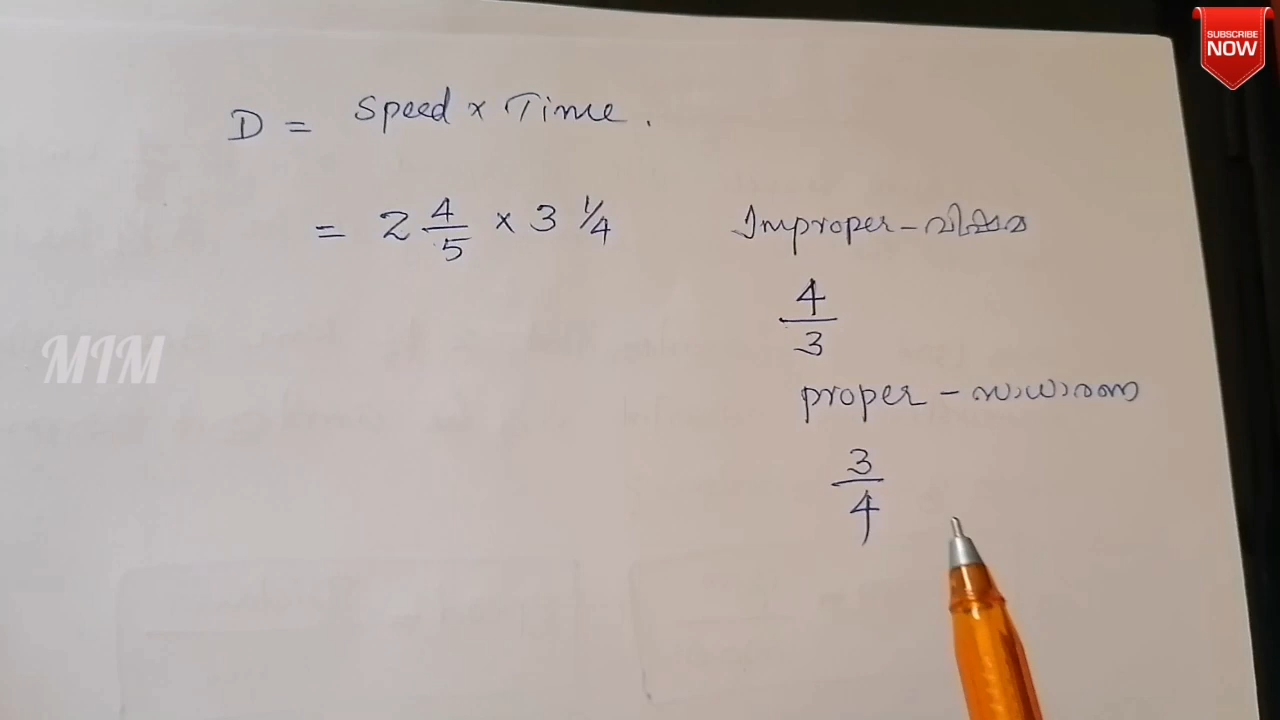 SUBSCRIBE
NOW
D = Speed x Time.
= 2 4/5 x 3 1/4
Improper - വിഷമ
4/3
MIM
proper - സാധാരണ
3/4